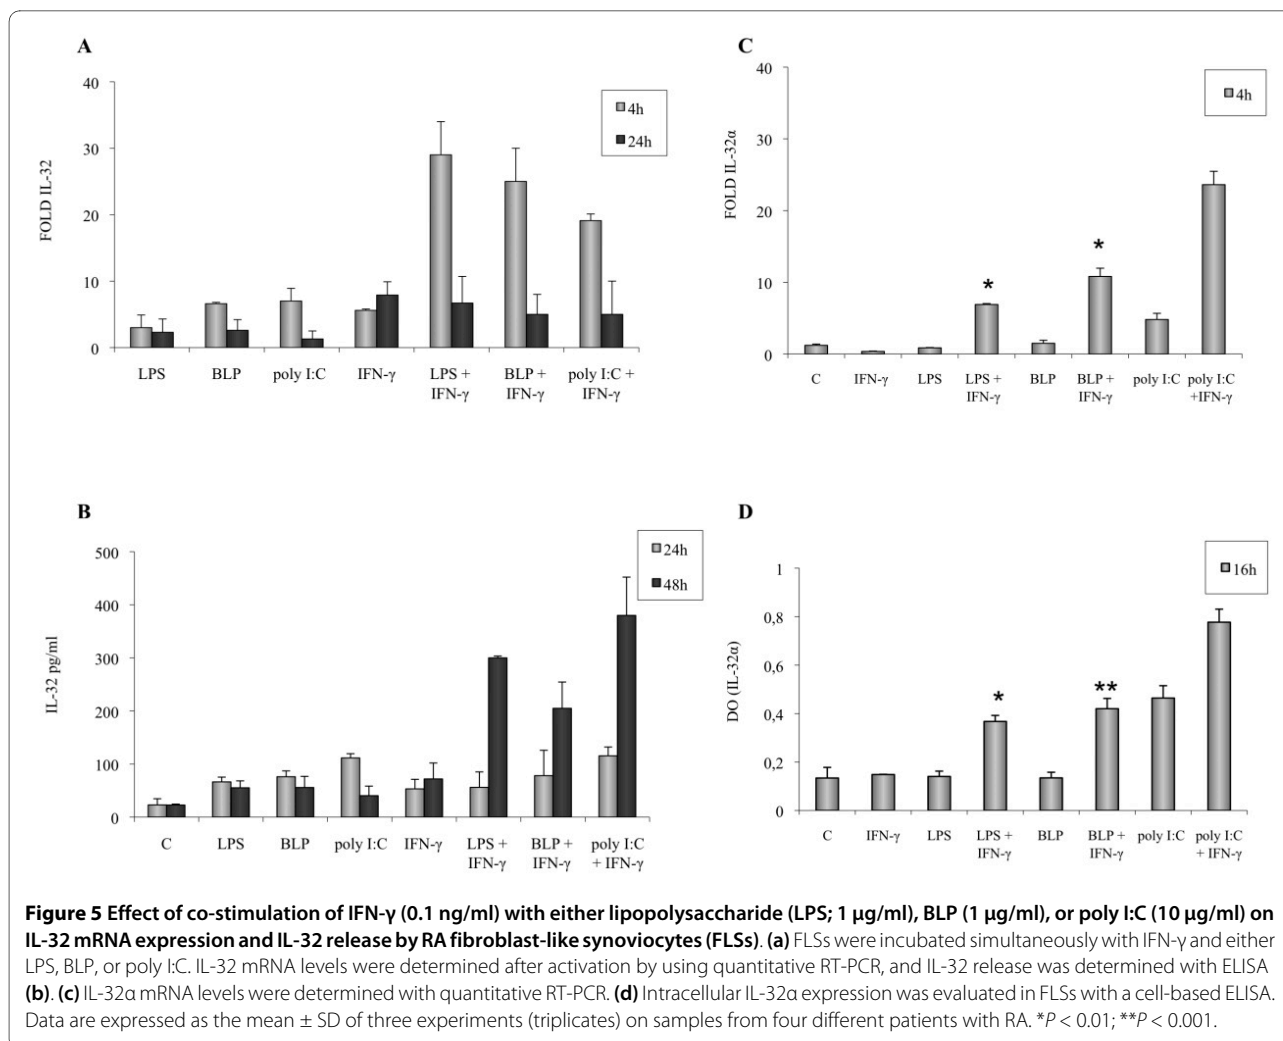 A
FOLD IL-32
40
30
20
10
0
4h
24h
LPS BLP poly I:C IFN-γ LPS + BLP + poly I:C +
IFN-γ IFN-γ IFN-γ
C
FOLD IL-32α
40
30
20
10
0
4h
*
*
C IFN-γ LPS LPS + BLP BLP + poly I:C poly I:C
IFN-γ IFN-γ +IFN-γ
B
IL-32 pg/ml
500
400
300
200
100
0
24h
48h
C LPS BLP poly I:C IFN-γ LPS + BLP + poly I:C
IFN-γ IFN-γ + IFN-γ
D
DO (IL-32α)
1
0,8
0,6
0,4
0,2
0
16h
*
**
C IFN-γ LPS LPS + BLP BLP + poly I:C poly I:C
IFN-γ IFN-γ + IFN-γ
Figure 5 Effect of co-stimulation of IFN-γ (0.1 ng/ml) with either lipopolysaccharide (LPS; 1 μg/ml), BLP (1 μg/ml), or poly I:C (10 μg/ml) on
IL-32 mRNA expression and IL-32 release by RA fibroblast-like synoviocytes (FLSs). (a) FLSs were incubated simultaneously with IFN-γ and either
LPS, BLP, or poly I:C. IL-32 mRNA levels were determined after activation by using quantitative RT-PCR, and IL-32 release was determined with ELISA
(b). (c) IL-32α mRNA levels were determined with quantitative RT-PCR. (d) Intracellular IL-32α expression was evaluated in FLSs with a cell-based ELISA.
Data are expressed as the mean ± SD of three experiments (triplicates) on samples from four different patients with RA. *P < 0.01; **P < 0.001.